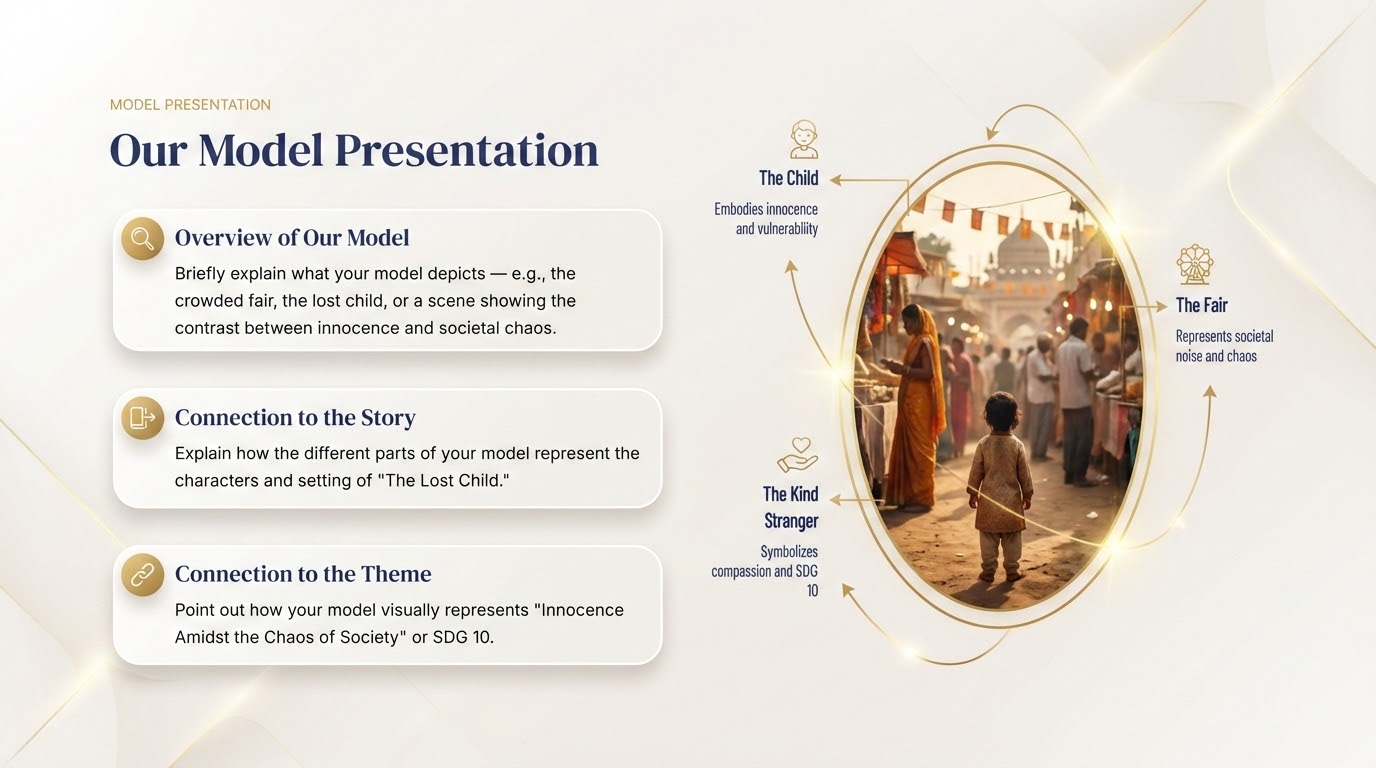 MODEL PRESENTATION
Our Model Presentation
Overview of Our Model
Briefly explain what your model depicts — e.g., the
crowded fair, the lost child, or a scene showing the
contrast between innocence and societal chaos.
Connection to the Story
Explain how the different parts of your model represent the
characters and setting of "The Lost Child."
Connection to the Theme
Point out how your model visually represents "Innocence
Amidst the Chaos of Society" or SDG 10.
The Child
Embodies innocence
and vulnerabliity
The Fair
Represents societal
noise and chaos
The Kind
Stranger
Symbolizes
compassion and SDG
10